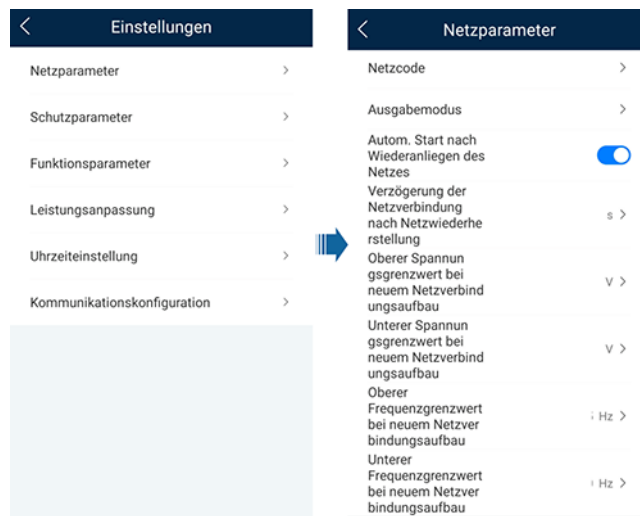 Einstellungen
Netzparameter
Schutzparameter
Funktionsparameter
Leistungsanpassung
Uhrzeiteinstellung
Kommunikationskonfiguration
Netzparameter
Netzcode
Ausgabemodus
Autom. Start nach
Wiederanliegen des
Netzes
Verzögerung der
Netzverbindung
nach Netzwiederhe
rstellung
s
Oberer Spannun
gsgrenzwert bei
neuem Netzverbind
ungsaufbau
V
Unterer Spannun
gsgrenzwert bei
neuem Netzverbind
ungsaufbau
V
Oberer
Frequenzgrenzwert
bei neuem Netzver
bindungsaufbau
Hz
Unterer
Frequenzgrenzwert
bei neuem Netzver
bindungsaufbau
Hz